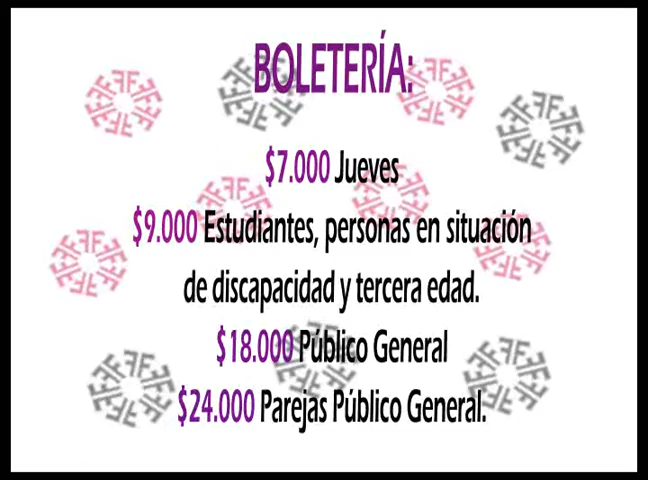 BOLETERÍA:
$7.000 Jueves
$9.000 Estudiantes, personas en situación
de discapacidad y tercera edad.
$18.000 Público General
$24.000 Parejas Público General.